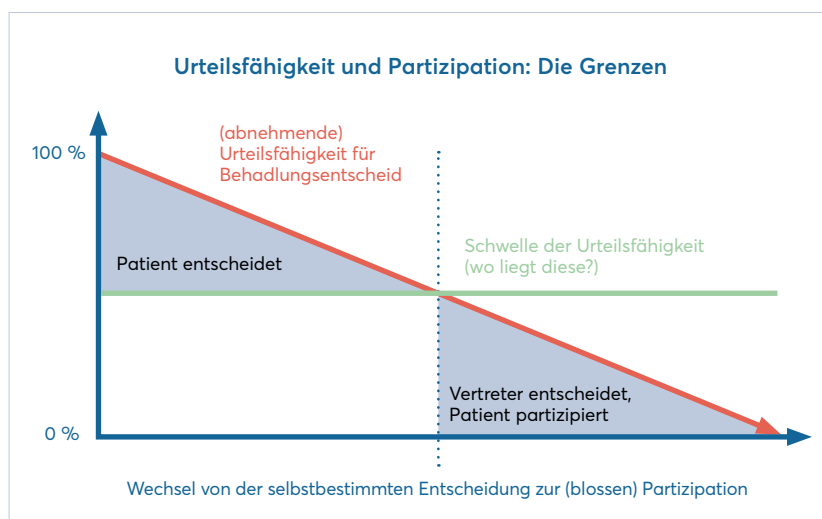 Urteilsfähigkeit und Partizipation: Die Grenzen
(abnehmende)
Urteilsfähigkeit für
Behadlungsentscheid
100 %
Schwelle der Urteilsfähigkeit
(wo liegt diese?)
Patient entscheidet
Vertreter entscheidet,
Patient partizipiert
0 %
Wechsel von der selbstbestimmten Entscheidung zur (blossen) Partizipation